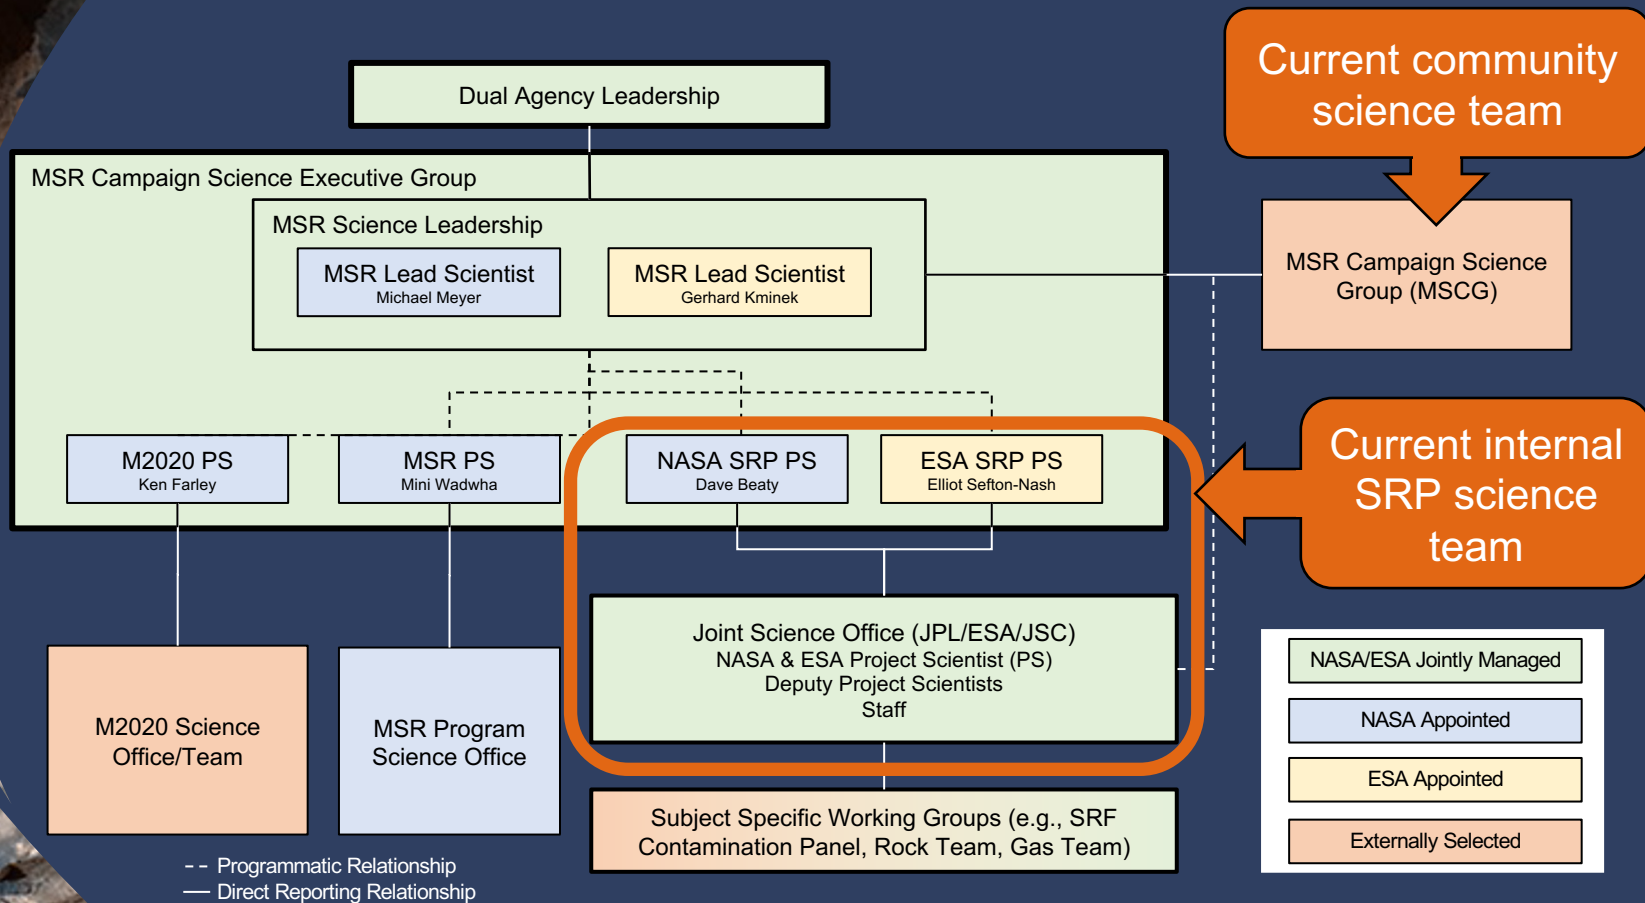 Current community
science team
Dual Agency Leadership
MSR Campaign Science Executive Group
MSR Science Leadership
MSR Lead Scientist
Michael Meyer
MSR Lead Scientist
Gerhard Kminek
MSR Campaign Science
Group (MSCG)
M2020 PS
Ken Farley
MSR PS
Mini Wadwha
NASA SRP PS
Dave Beaty
ESA SRP PS
Elliot Sefton-Nash
Current internal
SRP science
team
M2020 Science
Office/Team
MSR Program
Science Office
Joint Science Office (JPL/ESA/JSC)
NASA & ESA Project Scientist (PS)
Deputy Project Scientists
Staff
Subject Specific Working Groups (e.g., SRF
Contamination Panel, Rock Team, Gas Team)
NASA/ESA Jointly Managed
NASA Appointed
ESA Appointed
Externally Selected
-- Programmatic Relationship
— Direct Reporting Relationship